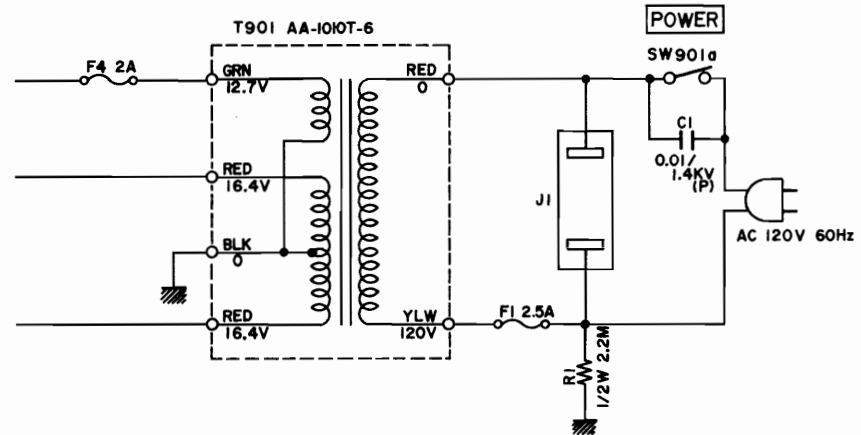 POWER
T901 AA-1010T-6
SW901a
F4 2A
GRN
12.7V
RED
0
C1
0.01/
1.4KV
(P)
RED
16.4V
J1
AC 120V 60Hz
BLK
0
RED
16.4V
YLW
120V
F1 2.5A
R1
1/2W 2.2M